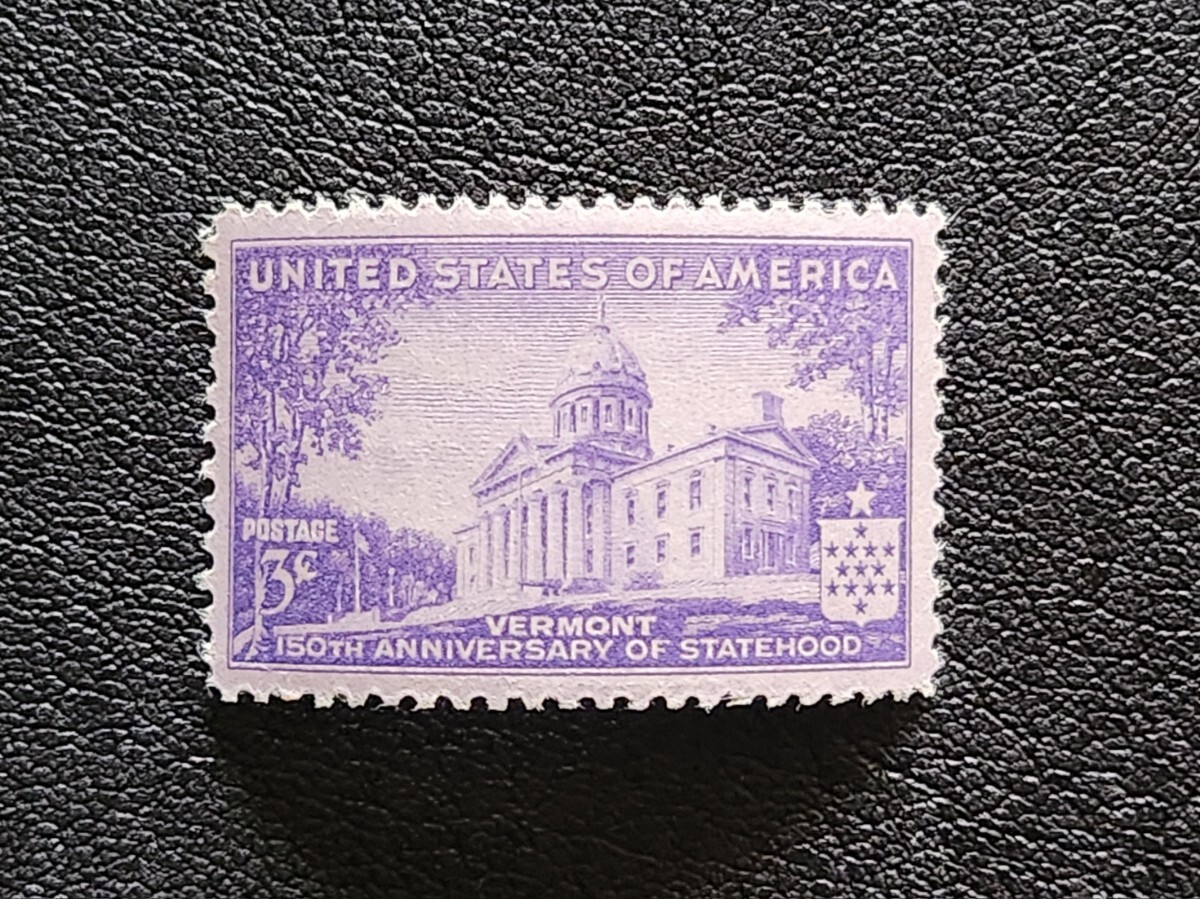 UNITED STATES OF AMERICA
POSTAGE
3¢
VERMONT
150TH ANNIVERSARY OF STATEHOOD